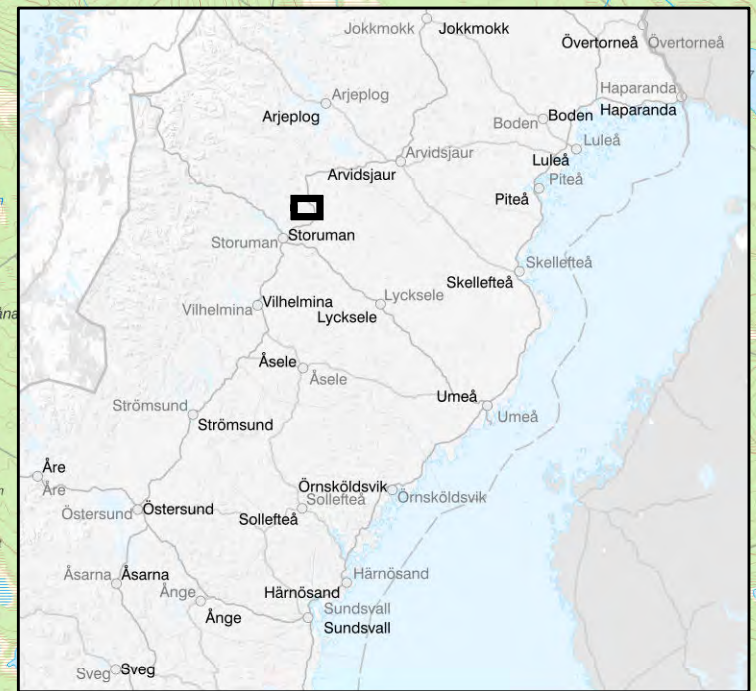 Jokkmokk Jokkmokk
Övertorneå Övertorneå
Arjeplog
Arjeplog
Haparanda
Haparanda
Boden Boden
Luleå
Luleå
Arvidsjaur
Arvidsjaur
Piteå
Piteå
Storuman
Storuman
Skellefteå
Skellefteå
Vilhelmina Vilhelmina
Lycksele
Lycksele
Åsele
Åsele
Umeå
Umeå
Strömsund
Strömsund
Åre
Åre
Örnsköldsvik Örnsköldsvik
Sollefteå
Sollefteå
Östersund Östersund
Härnösand
Härnösand
Åsarna Åsarna
Ånge
Ånge
Sundsvall
Sundsvall
Sveg Sveg